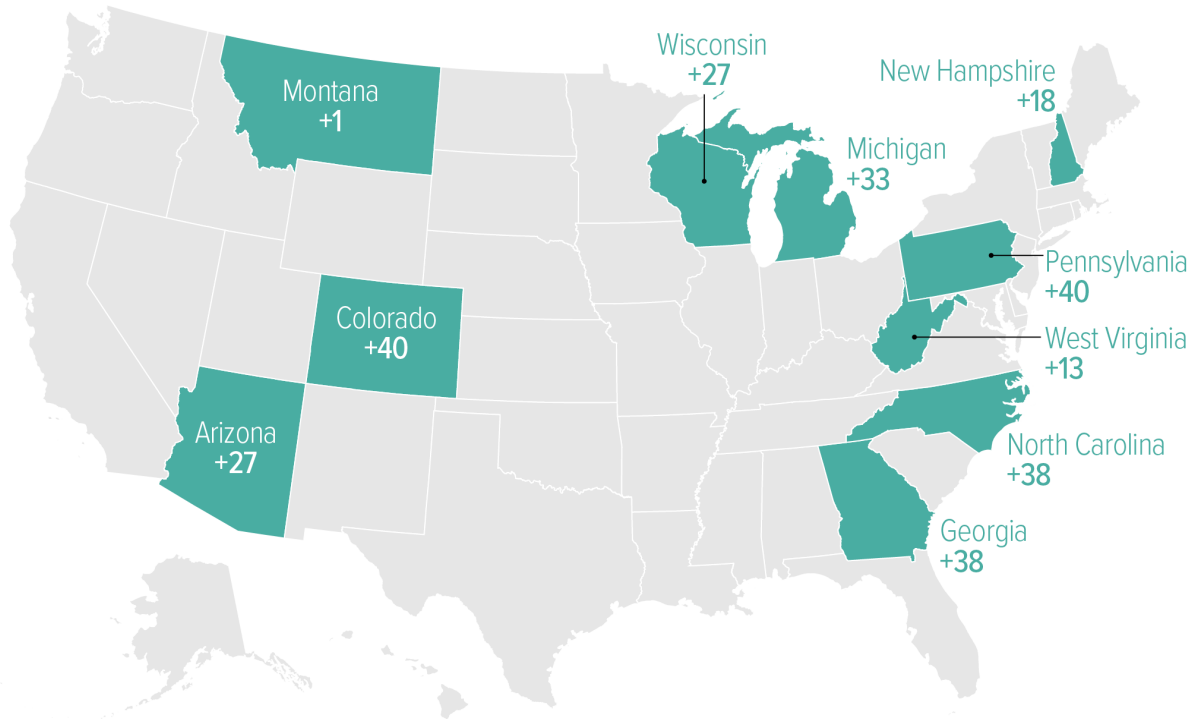 Wisconsin
+27
New Hampshire
+18
Montana
+1
Michigan
+33
Pennsylvania
+40
Colorado
+40
West Virginia
+13
Arizona
+27
North Carolina
+38
Georgia
+38